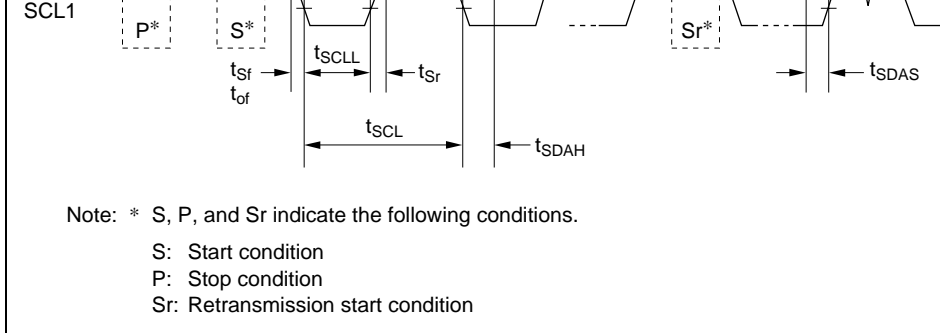 SCL1
P* S* Sr*
tSCLL
tSf tSr tSDAS
tof
tSCL
tSDAH
Note: * S, P, and Sr indicate the following conditions.
S: Start condition
P: Stop condition
Sr: Retransmission start condition